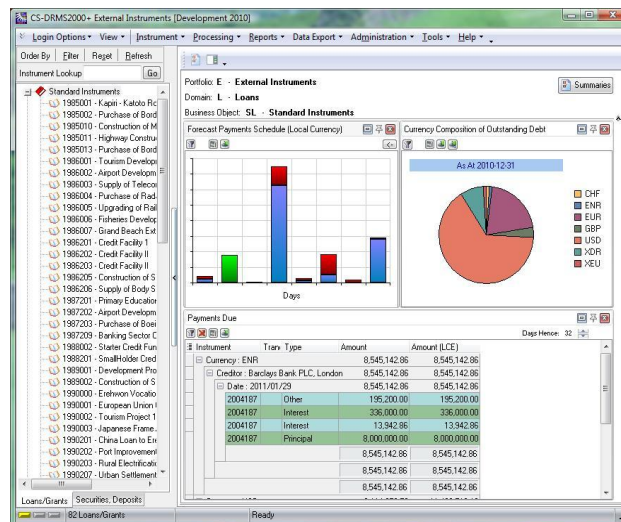 CS-DRMS2000+ External Instruments [Development 2010]
Login Options View Instrument Processing Reports Data Export Administration Tools Help
Order By Filter Reset Refresh
Instrument Lookup Go
Standard Instruments
1985001 - Kapiri - Katoto Ro
1985002 - Purchase of Bord
1985010 - Construction of M
1985011 - Highway Constru
1985013 - Purchase of Bord
1986001 - Tourism Develop
1986002 - Airport Developm
1986003 - Supply of Teleco
1986004 - Purchase of Rad
1986005 - Upgrading of Rail
1986006 - Fisheries Develop
1986007 - Grand Beach Ext
1986201 - Credit Facility 1
1986202 - Credit Facility II
1986203 - Credit Facility II
1986205 - Construction of S
1986206 - Supply of Body S
1987201 - Primary Education
1987202 - Airport Developm
1987203 - Purchase of Boei
1987209 - Banking Sector C
1988002 - Starter Credit Fun
1988201 - SmallHolder Cred
1989001 - Development Pro
1989002 - Construction of S
1990000 - Erehwon Vocatio
1990001 - European Union
1990002 - Tourism Project 1
1990003 - Japanese Frame
1990201 - China Loan to Er
1990202 - Port Improvement
1990203 - Rural Electrificatio
1990207 - Urban Settlement
Loans/Grants Securities, Deposits
82 Loans/Grants Ready
Portfolio: E - External Instruments
Summaries
Domain: L - Loans
Business Object: SL - Standard Instruments
Forecast Payments Schedule (Local Currency)
Days
Currency Composition of Outstanding Debt
As At 2010-12-31
CHF
ENR
EUR
GBP
USD
XDR
XEU
Payments Due
Days Hence: 32
Instrument Tran Type Amount Amount (LCE)
Currency : ENR 8,545,142.86 8,545,142.86
Creditor : Barclays Bank PLC, London 8,545,142.86 8,545,142.86
Date : 2011/01/29 8,545,142.86 8,545,142.86
2004187 Other 195,200.00 195,200.00
2004187 Interest 336,000.00 336,000.00
2004187 Interest 13,942.86 13,942.86
2004187 Principal 8,000,000.00 8,000,000.00
8,545,142.86 8,545,142.86
8,545,142.86 8,545,142.86
8,545,142.86 8,545,142.86